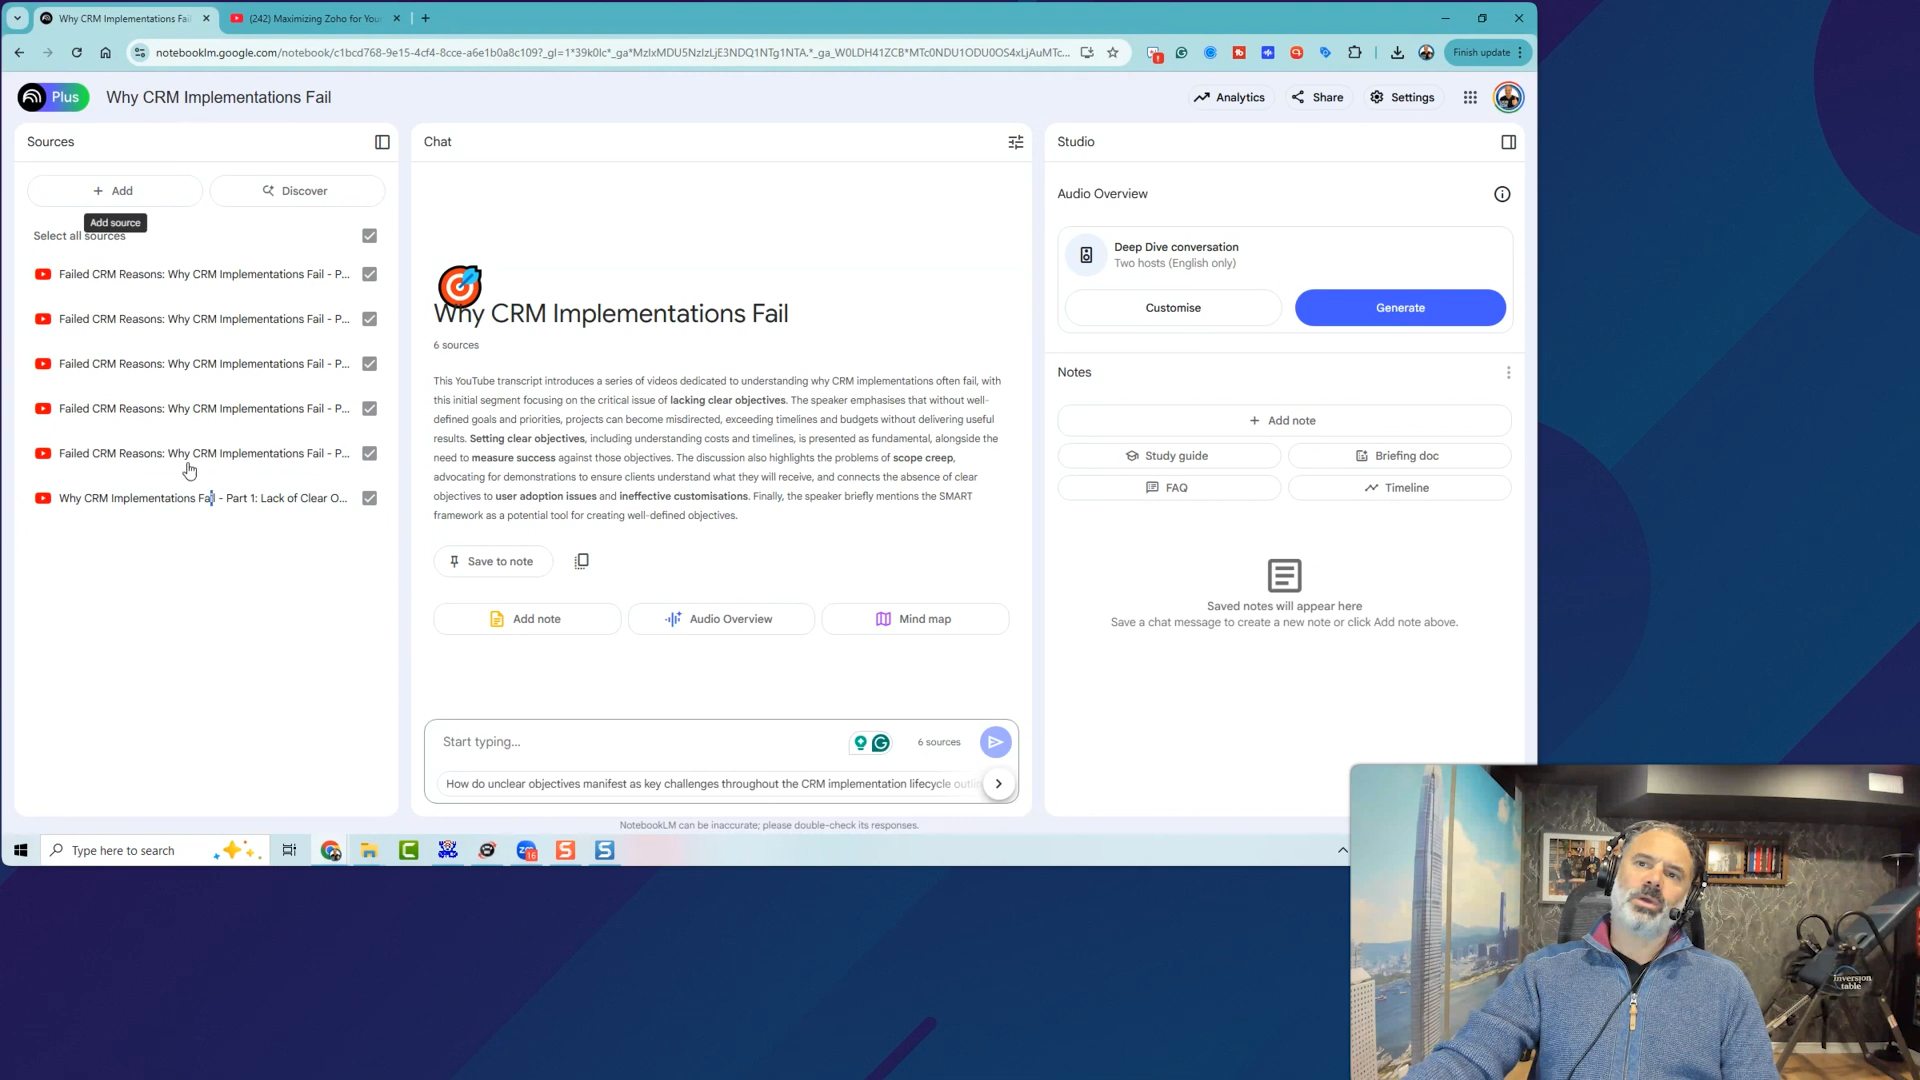 Why CRM Implementations Fai
(242) Maximizing Zoho for You
notebooklm.google.com/notebook/c1bcd768-9e15-4cf4-8cce-a6e1b0a8c109?_gl=1*39k0lc*_ga*MzIxMDU5NzIzLjE3NDQ1NTg1NTA.*_ga_W0LDH41ZCB*MTc0NDU1ODU0OS4xLjAuMTc...
Finish update
Plus
Why CRM Implementations Fail
Analytics
Share
Settings
Sources
Chat
Studio
+ Add
Discover
Add source
Select all sources
Failed CRM Reasons: Why CRM Implementations Fail - P...
Failed CRM Reasons: Why CRM Implementations Fail - P...
Failed CRM Reasons: Why CRM Implementations Fail - P...
Failed CRM Reasons: Why CRM Implementations Fail - P...
Failed CRM Reasons: Why CRM Implementations Fail - P...
Why CRM Implementations Fail - Part 1: Lack of Clear O...
Why CRM Implementations Fail
6 sources
This YouTube transcript introduces a series of videos dedicated to understanding why CRM implementations often fail, with
this initial segment focusing on the critical issue of lacking clear objectives. The speaker emphasises that without well-
defined goals and priorities, projects can become misdirected, exceeding timelines and budgets without delivering useful
results. Setting clear objectives, including understanding costs and timelines, is presented as fundamental, alongside the
need to measure success against those objectives. The discussion also highlights the problems of scope creep,
advocating for demonstrations to ensure clients understand what they will receive, and connects the absence of clear
objectives to user adoption issues and ineffective customisations. Finally, the speaker briefly mentions the SMART
framework as a potential tool for creating well-defined objectives.
Save to note
Add note
Audio Overview
Mind map
Start typing...
6 sources
How do unclear objectives manifest as key challenges throughout the CRM implementation lifecycle outli
NotebookLM can be inaccurate; please double-check its responses.
Audio Overview
Deep Dive conversation
Two hosts (English only)
Customise
Generate
Notes
+ Add note
Study guide
Briefing doc
FAQ
Timeline
Saved notes will appear here
Save a chat message to create a new note or click Add note above.
Type here to search
16
inversion
table